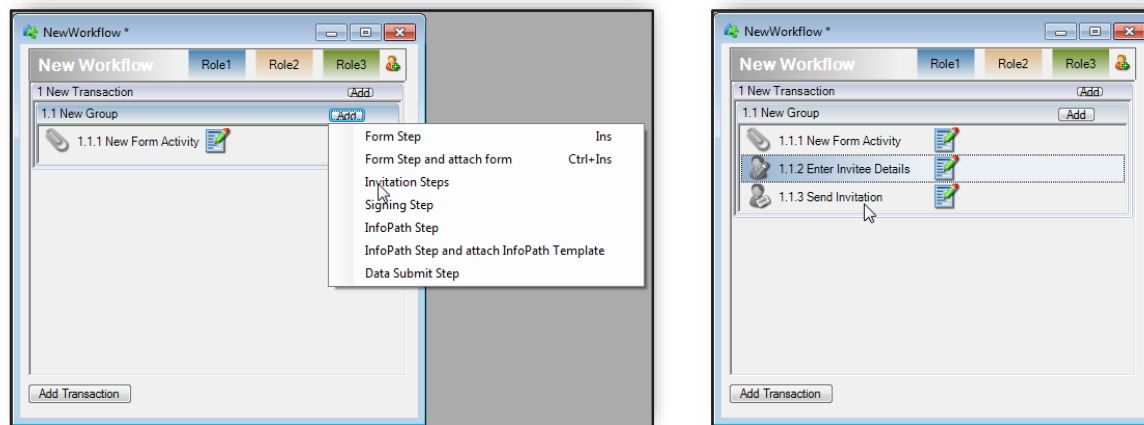 NewWorkflow *
New Workflow Role1 Role2 Role3
1 New Transaction Add
1.1 New Group Add
1.1.1 New Form Activity
Form Step Ins
Form Step and attach form Ctrl+Ins
Invitation Steps
Signing Step
InfoPath Step
InfoPath Step and attach InfoPath Template
Data Submit Step
Add Transaction
NewWorkflow *
New Workflow Role1 Role2 Role3
1 New Transaction Add
1.1 New Group Add
1.1.1 New Form Activity
1.1.2 Enter Invitee Details
1.1.3 Send Invitation
Add Transaction